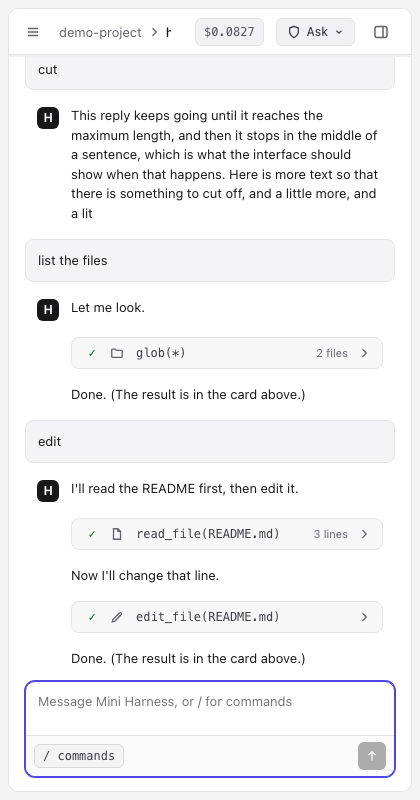 demo-project
$0.0827
Ask
cut
H
This reply keeps going until it reaches the
maximum length, and then it stops in the middle of
a sentence, which is what the interface should
show when that happens. Here is more text so that
there is something to cut off, and a little more, and
a lit
list the files
H
Let me look.
✓ glob(*) 2 files
Done. (The result is in the card above.)
edit
H
I'll read the README first, then edit it.
✓ read_file(README.md) 3 lines
Now I'll change that line.
✓ edit_file(README.md)
Done. (The result is in the card above.)
Message Mini Harness, or / for commands
/ commands